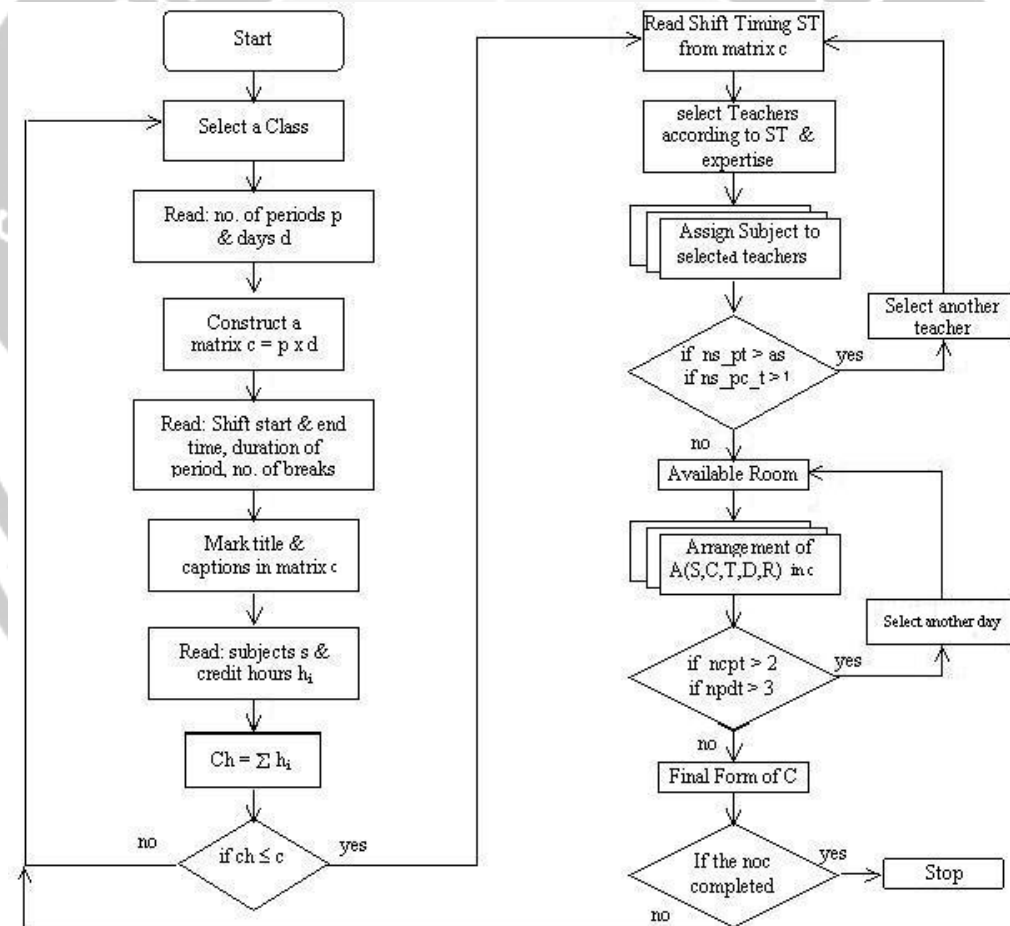 Start
Select a Class
Read: no. of periods p
& days d
Construct a
matrix c = p x d
Read: Shift start & end
time, duration of
period, no. of breaks
Mark title &
captions in matrix c
Read: subjects s &
credit hours hᵢ
Ch = Σ hᵢ
if ch ≤ c
no
yes
Read Shift Timing ST
from matrix c
select Teachers
according to ST &
expertise
Assign Subject to
selected teachers
if ns_pt > as
if ns_pc_t > 1
yes
Select another
teacher
no
Available Room
Arrangement of
A(S,C,T,D,R) in c
if ncpt > 2
if npdt > 3
yes
Select another day
no
Final Form of C
If the noc
completed
yes
Stop
no